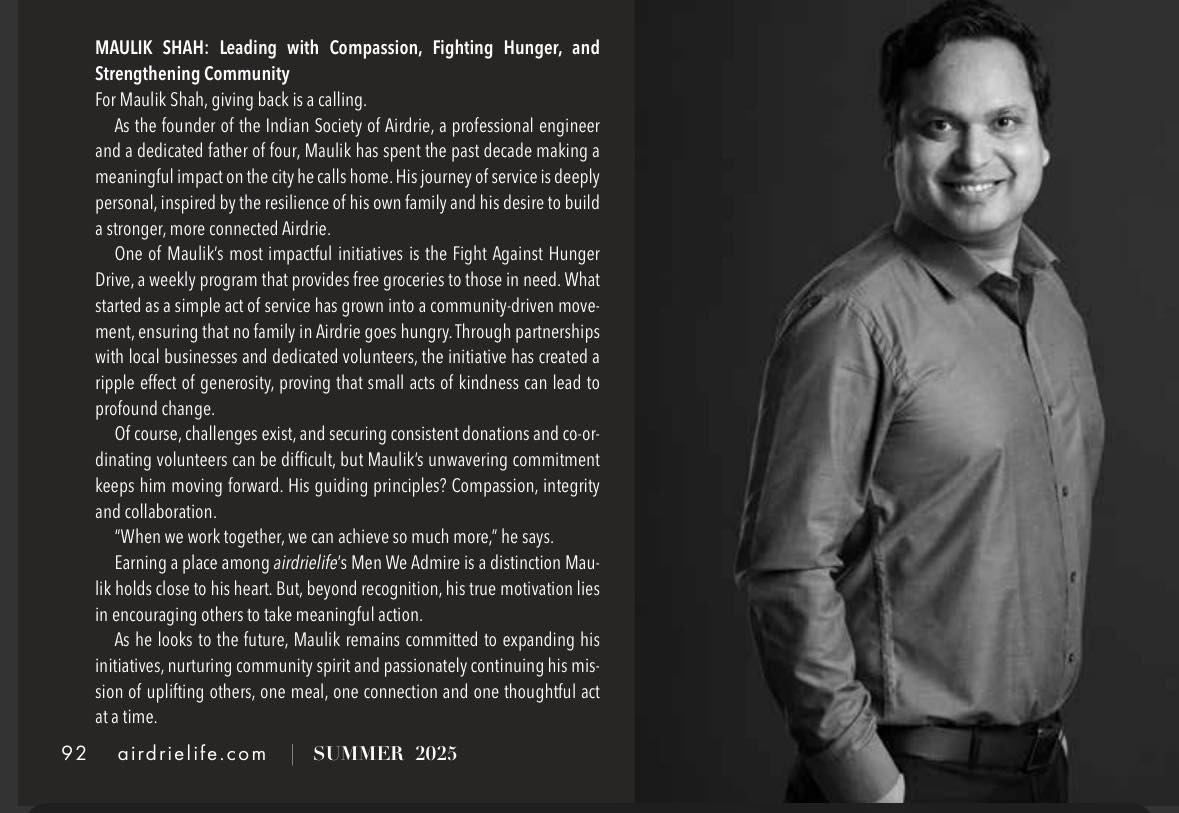 MAULIK SHAH: Leading with Compassion, Fighting Hunger, and
Strengthening Community
For Maulik Shah, giving back is a calling.
As the founder of the Indian Society of Airdrie, a professional engineer
and a dedicated father of four, Maulik has spent the past decade making a
meaningful impact on the city he calls home. His journey of service is deeply
personal, inspired by the resilience of his own family and his desire to build
a stronger, more connected Airdrie.
One of Maulik’s most impactful initiatives is the Fight Against Hunger
Drive, a weekly program that provides free groceries to those in need. What
started as a simple act of service has grown into a community-driven move-
ment, ensuring that no family in Airdrie goes hungry. Through partnerships
with local businesses and dedicated volunteers, the initiative has created a
ripple effect of generosity, proving that small acts of kindness can lead to
profound change.
Of course, challenges exist, and securing consistent donations and co-or-
dinating volunteers can be difficult, but Maulik’s unwavering commitment
keeps him moving forward. His guiding principles? Compassion, integrity
and collaboration.
“When we work together, we can achieve so much more,” he says.
Earning a place among airdrielife’s Men We Admire is a distinction Mau-
lik holds close to his heart. But, beyond recognition, his true motivation lies
in encouraging others to take meaningful action.
As he looks to the future, Maulik remains committed to expanding his
initiatives, nurturing community spirit and passionately continuing his mis-
sion of uplifting others, one meal, one connection and one thoughtful act
at a time.
92 airdrielife.com | SUMMER 2025